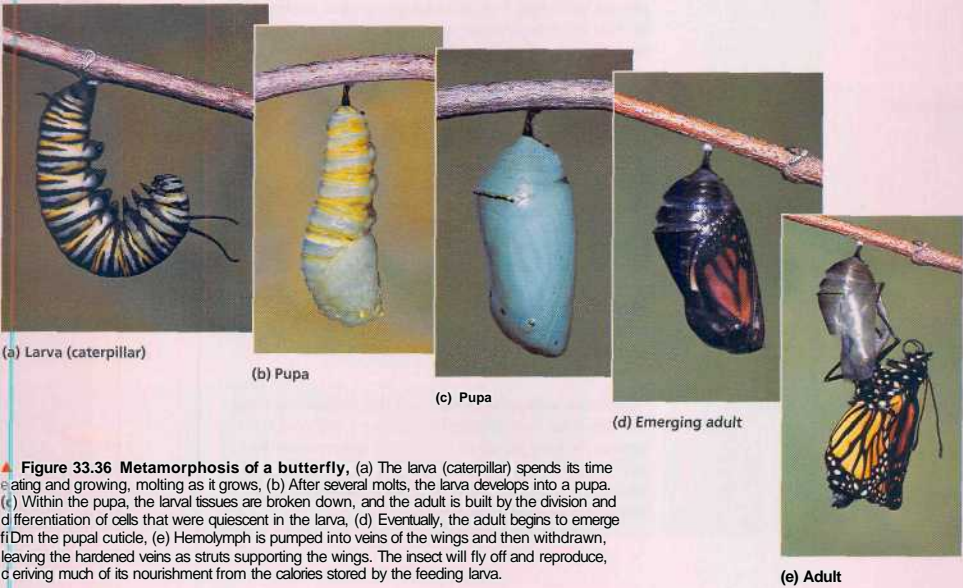 (a) Larva (caterpillar)
(b) Pupa
(c) Pupa
(d) Emerging adult
(e) Adult
▲ Figure 33.36 Metamorphosis of a butterfly, (a) The larva (caterpillar) spends its time
eating and growing, molting as it grows, (b) After several molts, the larva develops into a pupa.
(c) Within the pupa, the larval tissues are broken down, and the adult is built by the division and
differentiation of cells that were quiescent in the larva, (d) Eventually, the adult begins to emerge
fiDm the pupal cuticle, (e) Hemolymph is pumped into veins of the wings and then withdrawn,
leaving the hardened veins as struts supporting the wings. The insect will fly off and reproduce,
c eriving much of its nourishment from the calories stored by the feeding larva.